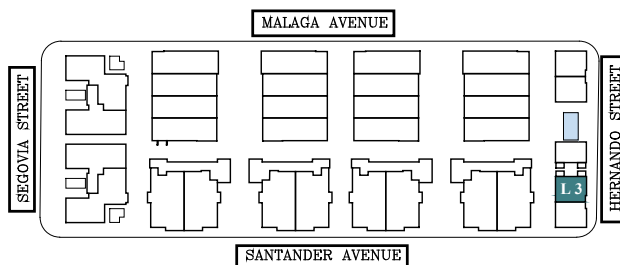 MALAGA AVENUE
SEGOVIA STREET
HERNANDO STREET
L 3
SANTANDER AVENUE